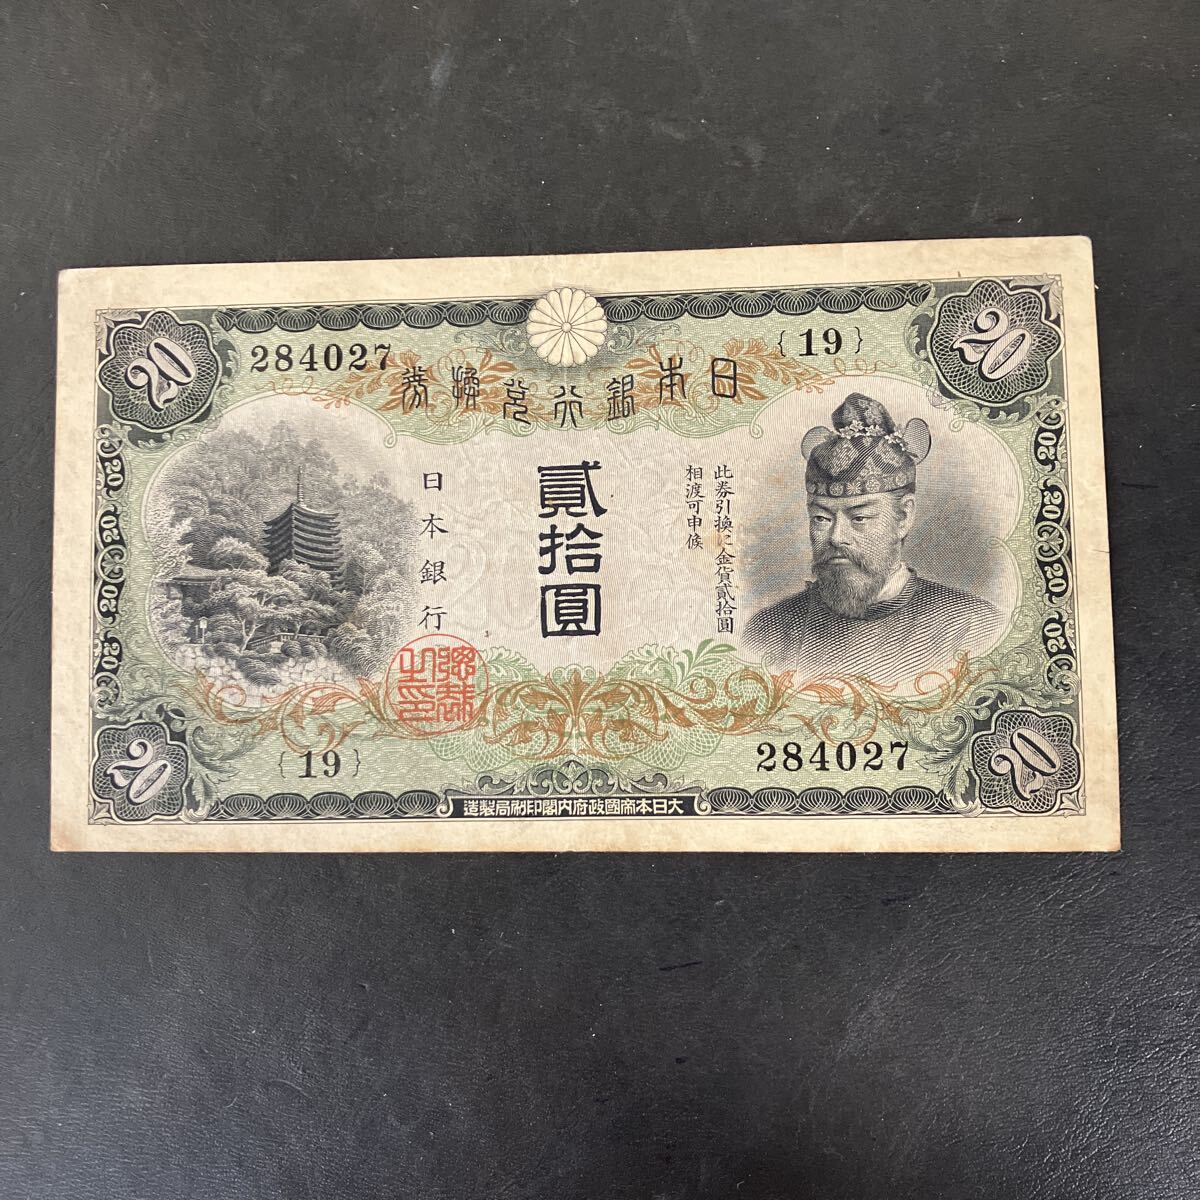 20
284027
{19}
20
日本銀行兌換券
此券引換ニ金貨貳拾圓
相渡可申候
貳拾圓
日本銀行
{19}
284027
20
20
大日本帝國政府内閣印刷局製造